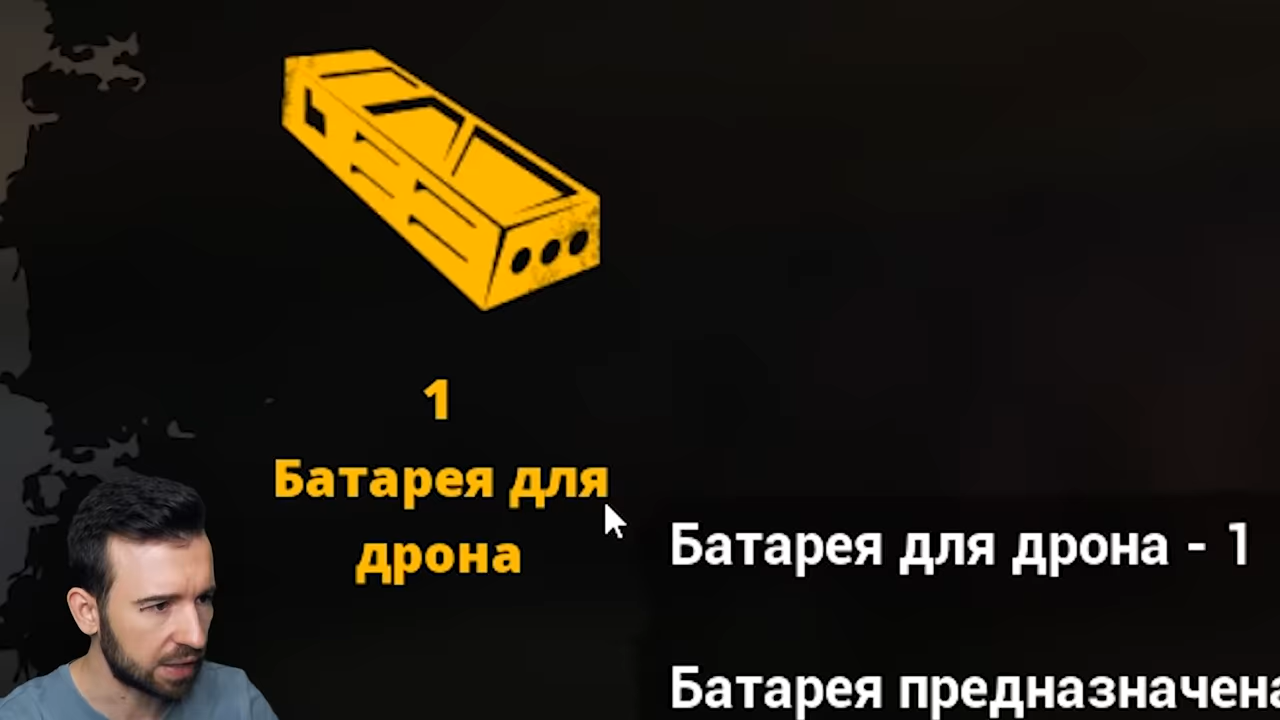 1
Батарея для
дрона
Батарея для дрона - 1
Батарея предназначена